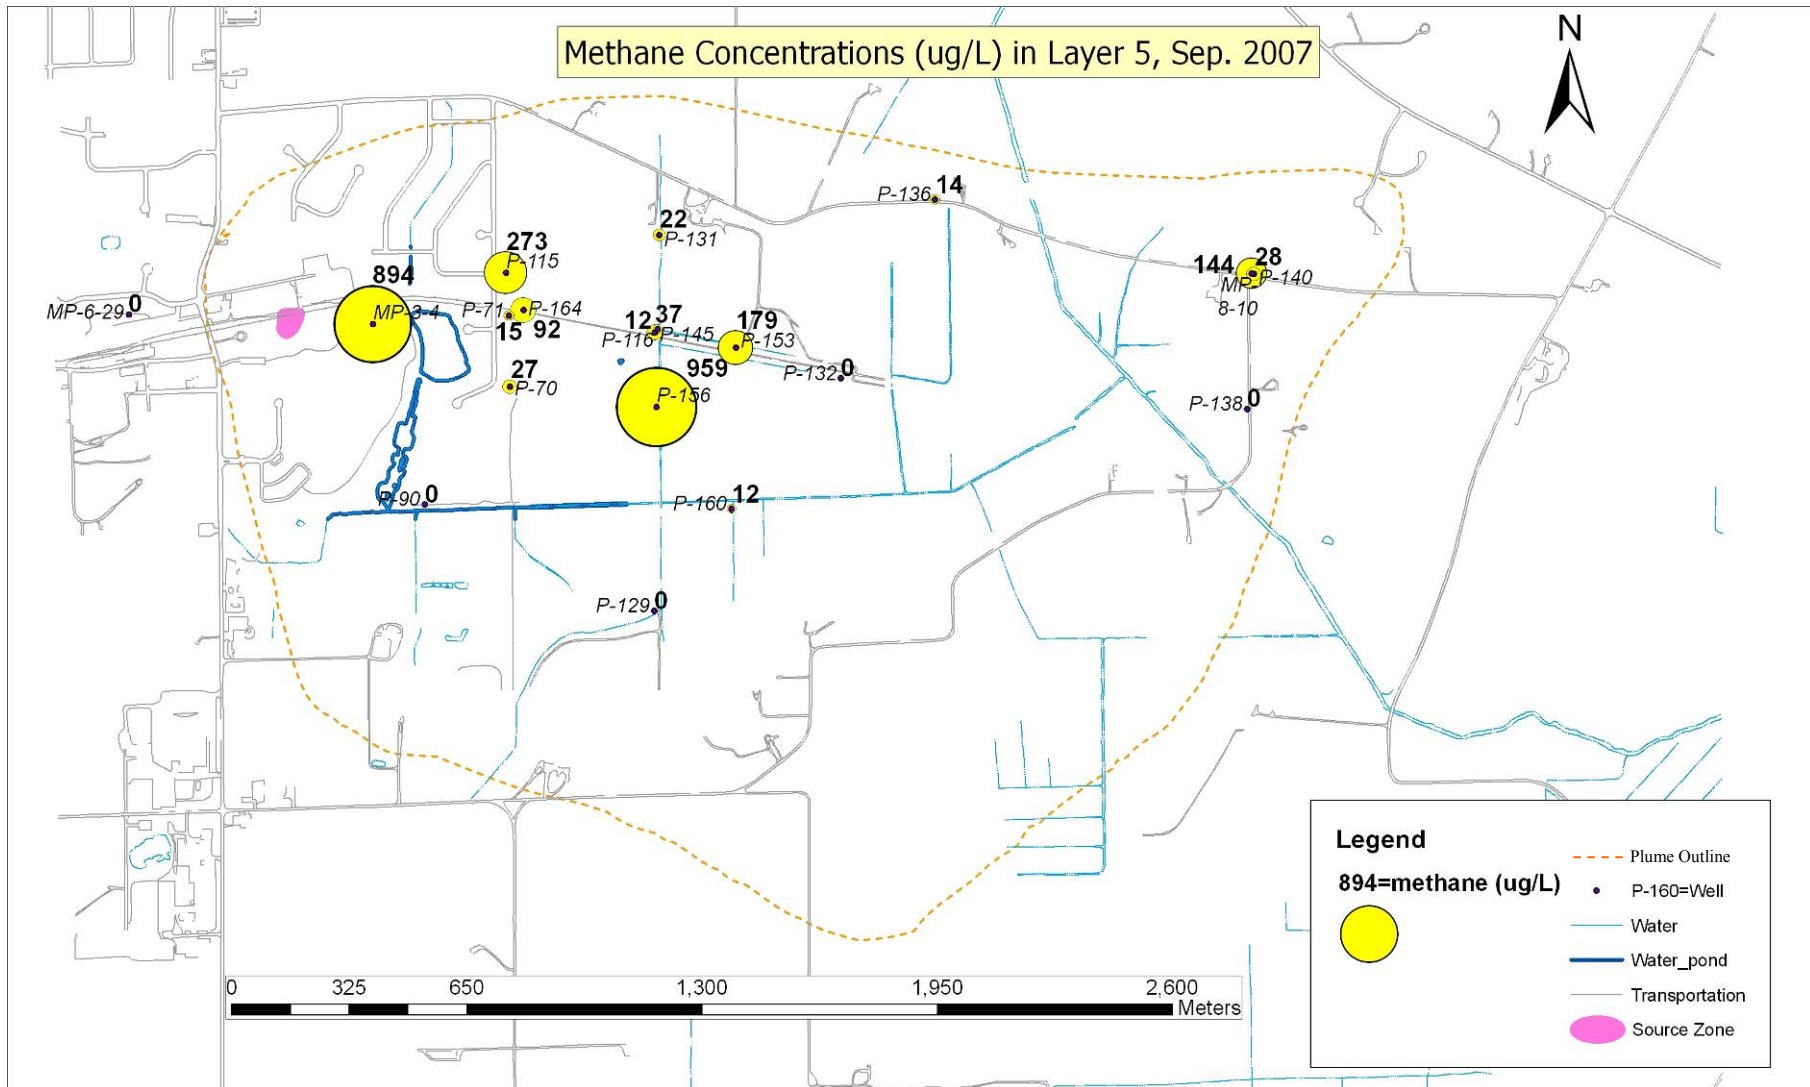 Methane Concentrations (ug/L) in Layer 5, Sep. 2007
N
14
P-136
22
P-131
273
P-115
894
MP-3-4
0
MP-6-29
144 28
MP P-140
8-10
P-71 P-164
15 92
12 37
P-116 P-145
179
P-153
959
P-156
P-132 0
27
P-70
P-138 0
P-90 0
P-160 12
P-129 0
Legend
894=methane (ug/L)
Plume Outline
P-160=Well
Water
Water_pond
Transportation
Source Zone
0 325 650 1,300 1,950 2,600
Meters